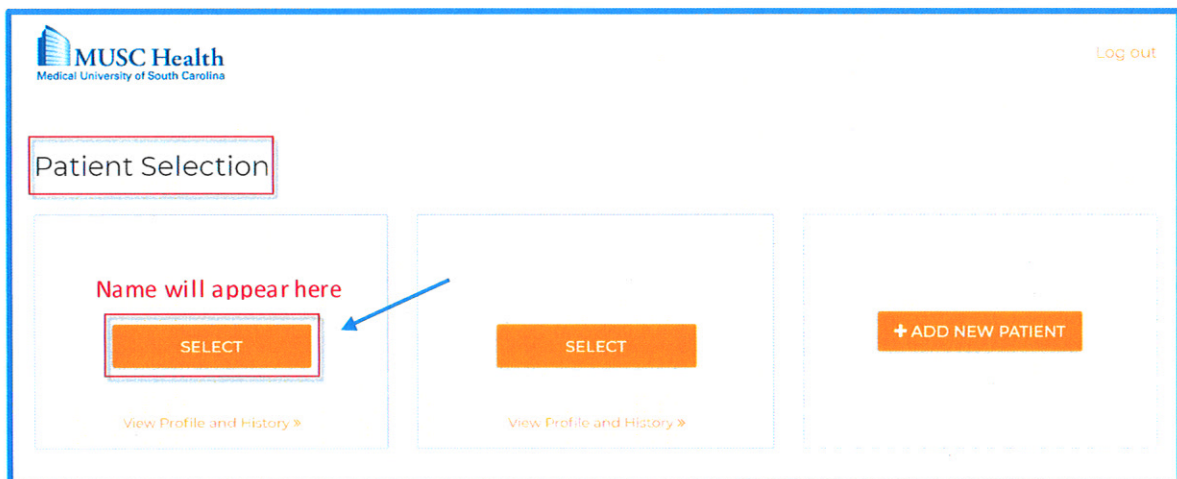 MUSC Health
Medical University of South Carolina
Log out
Patient Selection
Name will appear here
SELECT
View Profile and History »
SELECT
View Profile and History »
+ ADD NEW PATIENT